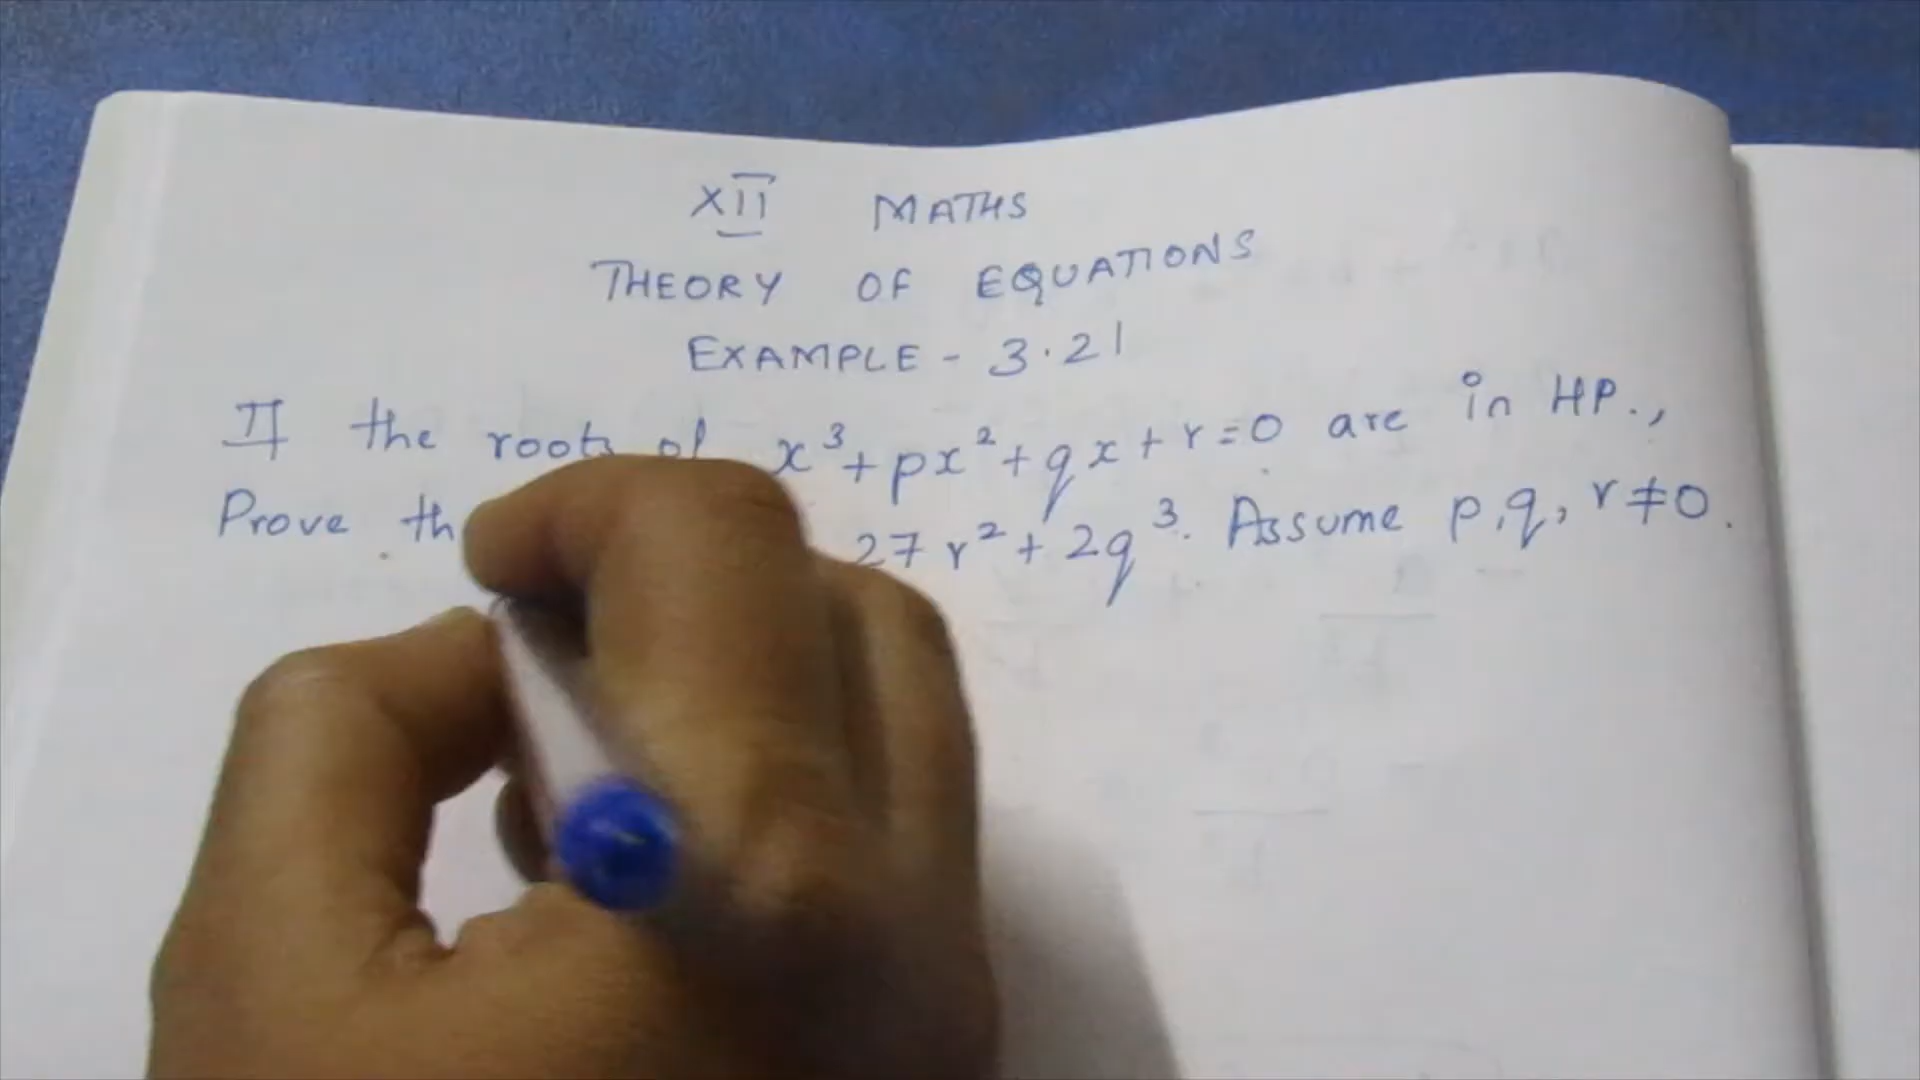 XII MATHS
THEORY OF EQUATIONS
EXAMPLE - 3.21
If the roots of x³+px²+qx+r=0 are in HP.,
Prove 27r²+2q³. Assume p,q,r≠0.